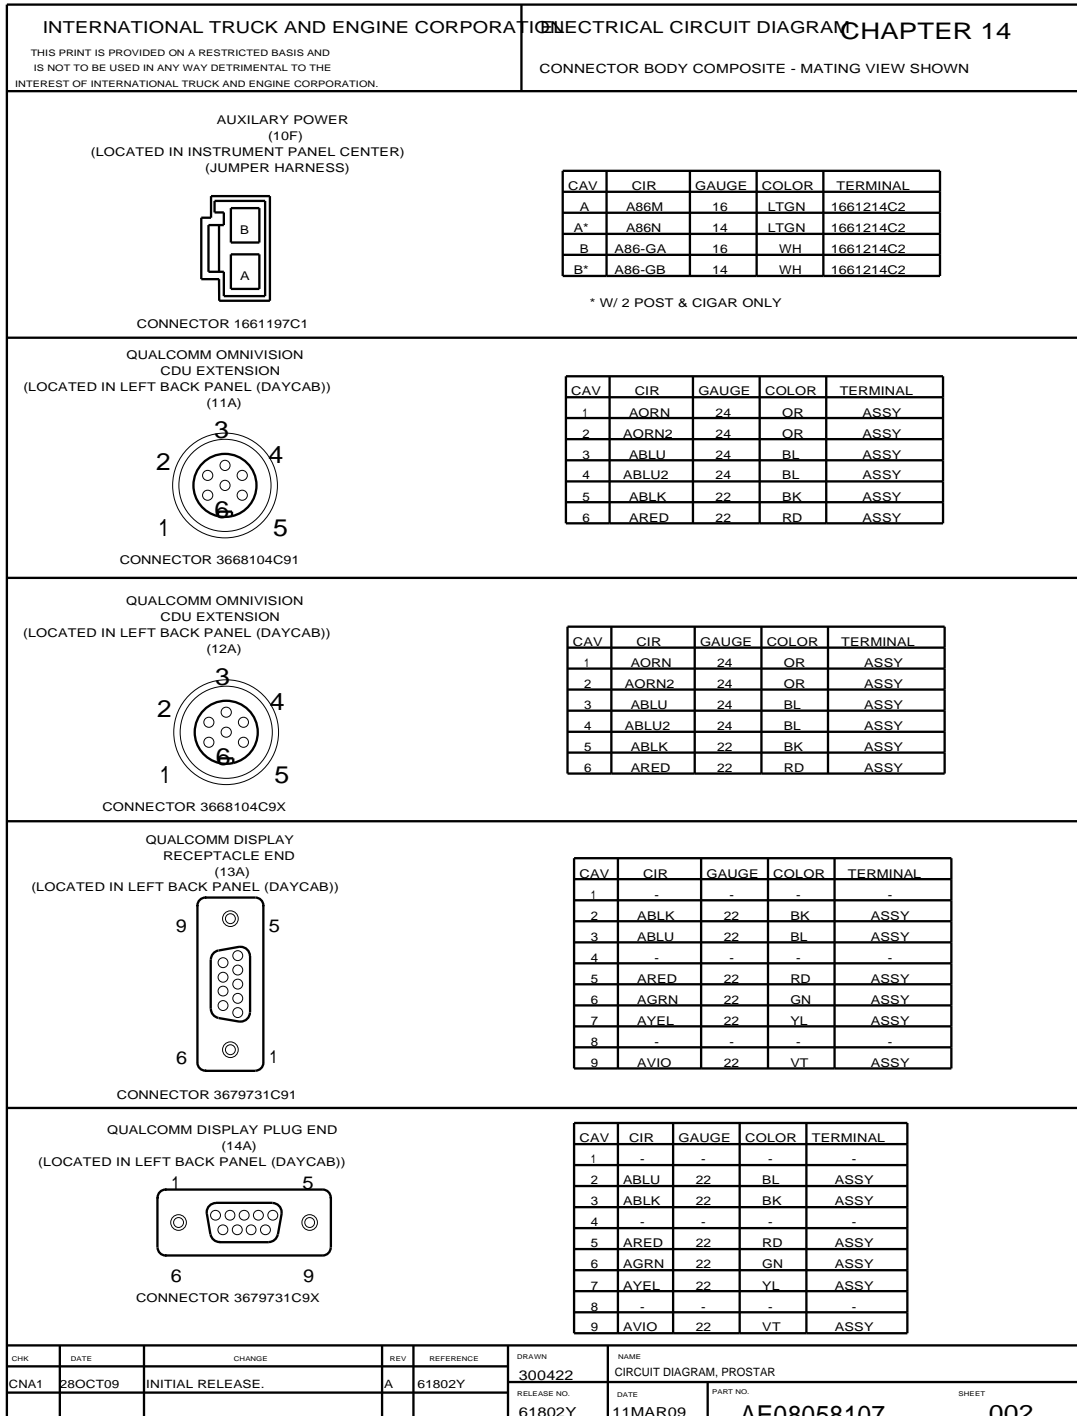 INTERNATIONAL TRUCK AND ENGINE CORPORATION
THIS PRINT IS PROVIDED ON A RESTRICTED BASIS AND
IS NOT TO BE USED IN ANY WAY DETRIMENTAL TO THE
INTEREST OF INTERNATIONAL TRUCK AND ENGINE CORPORATION.
ELECTRICAL CIRCUIT DIAGRAM CHAPTER 14
CONNECTOR BODY COMPOSITE - MATING VIEW SHOWN
AUXILARY POWER
(10F)
(LOCATED IN INSTRUMENT PANEL CENTER)
(JUMPER HARNESS)
B
A
CONNECTOR 1661197C1
CAV CIR GAUGE COLOR TERMINAL
A A86M 16 LTGN 1661214C2
A* A86N 14 LTGN 1661214C2
B A86-GA 16 WH 1661214C2
B* A86-GB 14 WH 1661214C2
* W/ 2 POST & CIGAR ONLY
QUALCOMM OMNIVISION
CDU EXTENSION
(LOCATED IN LEFT BACK PANEL (DAYCAB))
(11A)
3
2 4
6
1 5
CONNECTOR 3668104C91
CAV CIR GAUGE COLOR TERMINAL
1 AORN 24 OR ASSY
2 AORN2 24 OR ASSY
3 ABLU 24 BL ASSY
4 ABLU2 24 BL ASSY
5 ABLK 22 BK ASSY
6 ARED 22 RD ASSY
QUALCOMM OMNIVISION
CDU EXTENSION
(LOCATED IN LEFT BACK PANEL (DAYCAB))
(12A)
3
2 4
6
1 5
CONNECTOR 3668104C9X
CAV CIR GAUGE COLOR TERMINAL
1 AORN 24 OR ASSY
2 AORN2 24 OR ASSY
3 ABLU 24 BL ASSY
4 ABLU2 24 BL ASSY
5 ABLK 22 BK ASSY
6 ARED 22 RD ASSY
QUALCOMM DISPLAY
RECEPTACLE END
(13A)
(LOCATED IN LEFT BACK PANEL (DAYCAB))
9 5
6 1
CONNECTOR 3679731C91
CAV CIR GAUGE COLOR TERMINAL
1 - - - -
2 ABLK 22 BK ASSY
3 ABLU 22 BL ASSY
4 - - - -
5 ARED 22 RD ASSY
6 AGRN 22 GN ASSY
7 AYEL 22 YL ASSY
8 - - - -
9 AVIO 22 VT ASSY
QUALCOMM DISPLAY PLUG END
(14A)
(LOCATED IN LEFT BACK PANEL (DAYCAB))
1 5
6 9
CONNECTOR 3679731C9X
CAV CIR GAUGE COLOR TERMINAL
1 - - - -
2 ABLU 22 BL ASSY
3 ABLK 22 BK ASSY
4 - - - -
5 ARED 22 RD ASSY
6 AGRN 22 GN ASSY
7 AYEL 22 YL ASSY
8 - - - -
9 AVIO 22 VT ASSY
CHK DATE CHANGE REV REFERENCE
CNA1 28OCT09 INITIAL RELEASE. A 61802Y
DRAWN
300422
NAME
CIRCUIT DIAGRAM, PROSTAR
RELEASE NO. DATE PART NO. SHEET
61802Y 11MAR09 AE08058107 002